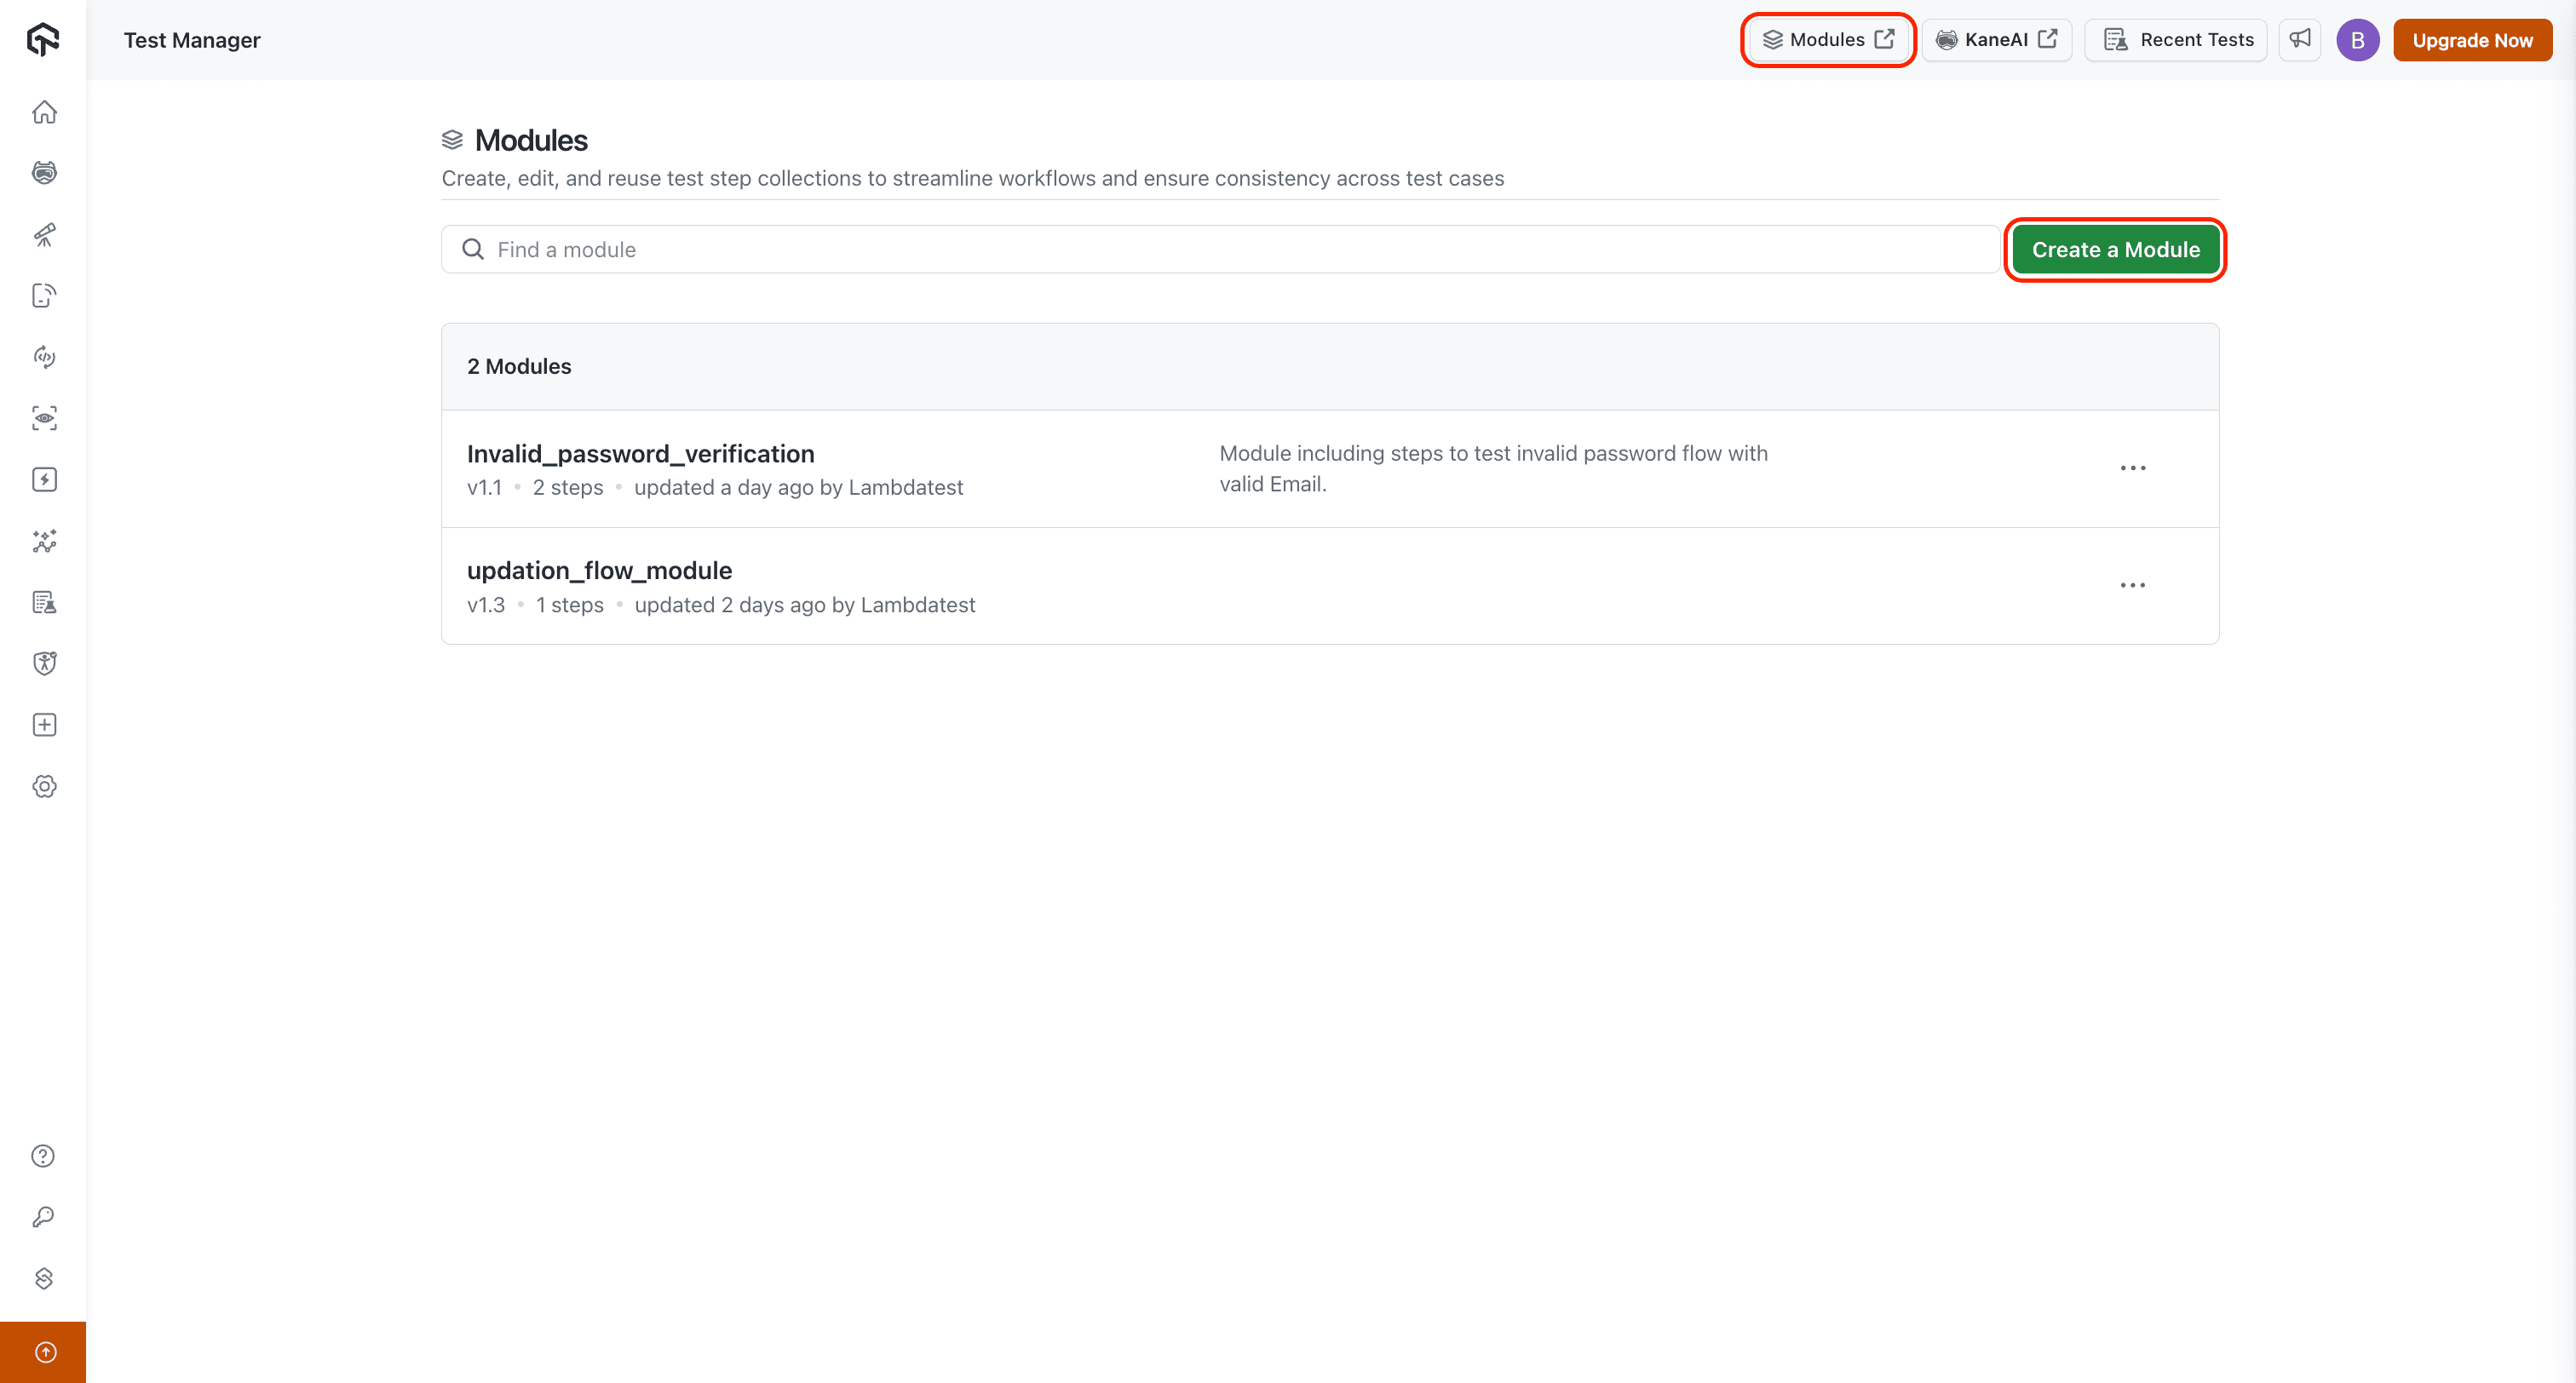 Test Manager
Modules
KaneAI
Recent Tests
B
Upgrade Now
Modules
Create, edit, and reuse test step collections to streamline workflows and ensure consistency across test cases
Find a module
Create a Module
2 Modules
Invalid_password_verification
v1.1 • 2 steps • updated a day ago by Lambdatest
Module including steps to test invalid password flow with
valid Email.
updation_flow_module
v1.3 • 1 steps • updated 2 days ago by Lambdatest